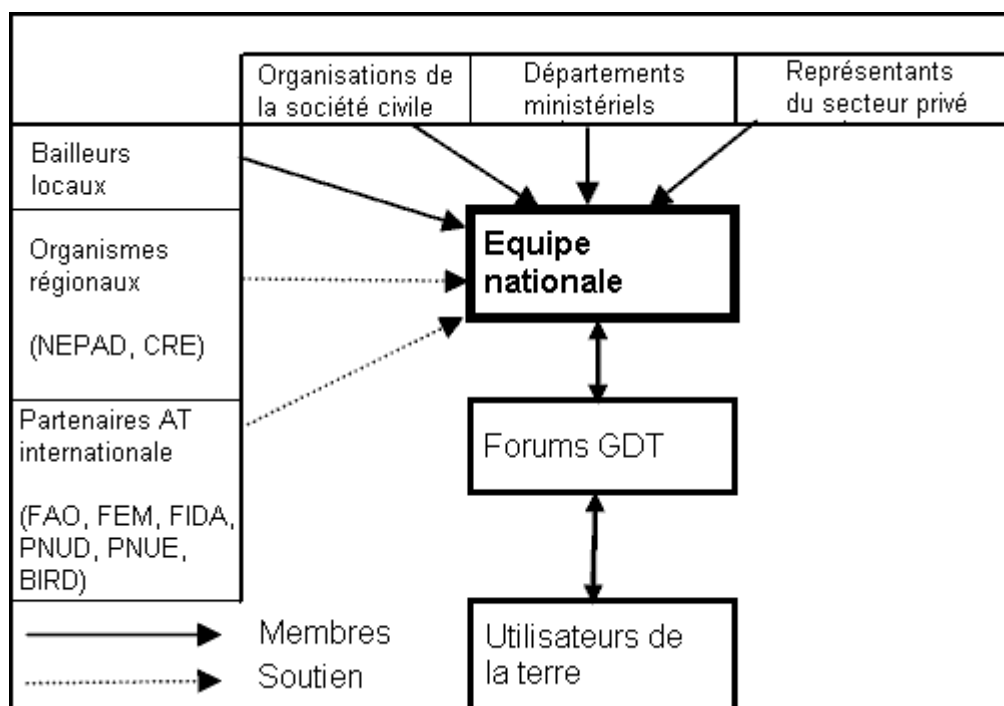 Organisations de
la société civile
Départements
ministériels
Représentants
du secteur privé
Bailleurs
locaux
Organismes
régionaux
(NEPAD, CRE)
Partenaires AT
internationale
(FAO, FEM, FIDA,
PNUD, PNUE,
BIRD)
Equipe
nationale
Forums GDT
Utilisateurs de
la terre
Membres
Soutien